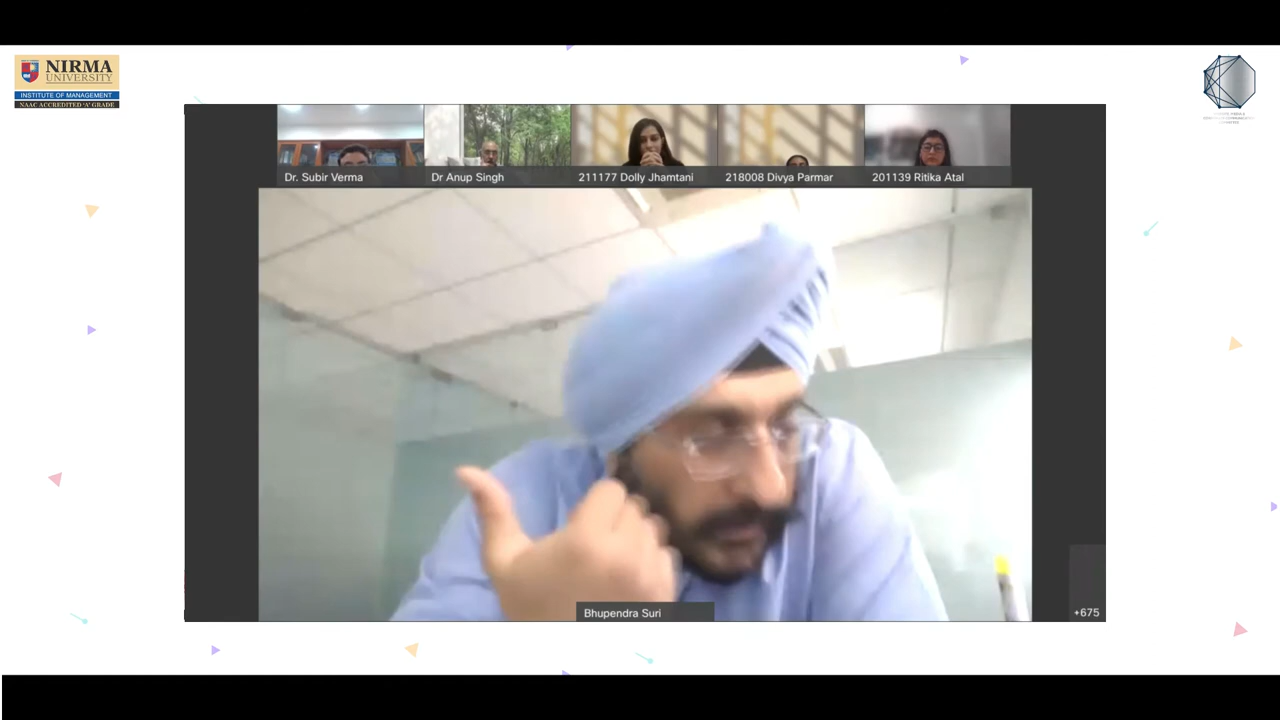 NIRMA
UNIVERSITY
INSTITUTE OF MANAGEMENT
NAAC ACCREDITED 'A' GRADE
Dr. Subir Verma
Dr Anup Singh
211177 Dolly Jhamtani
218008 Divya Parmar
201139 Ritika Atal
Bhupendra Suri
+675